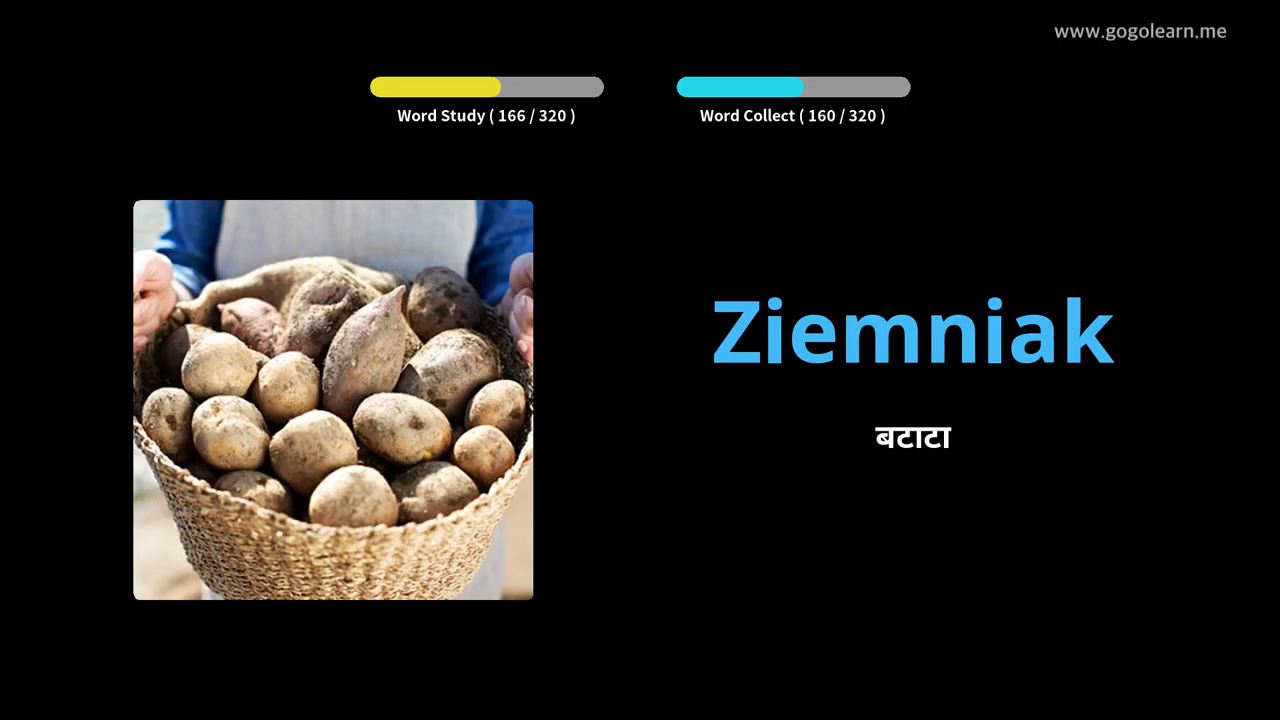 www.gogolearn.me
Word Study ( 166 / 320 )
Word Collect ( 160 / 320 )
Ziemniak
बटाटा